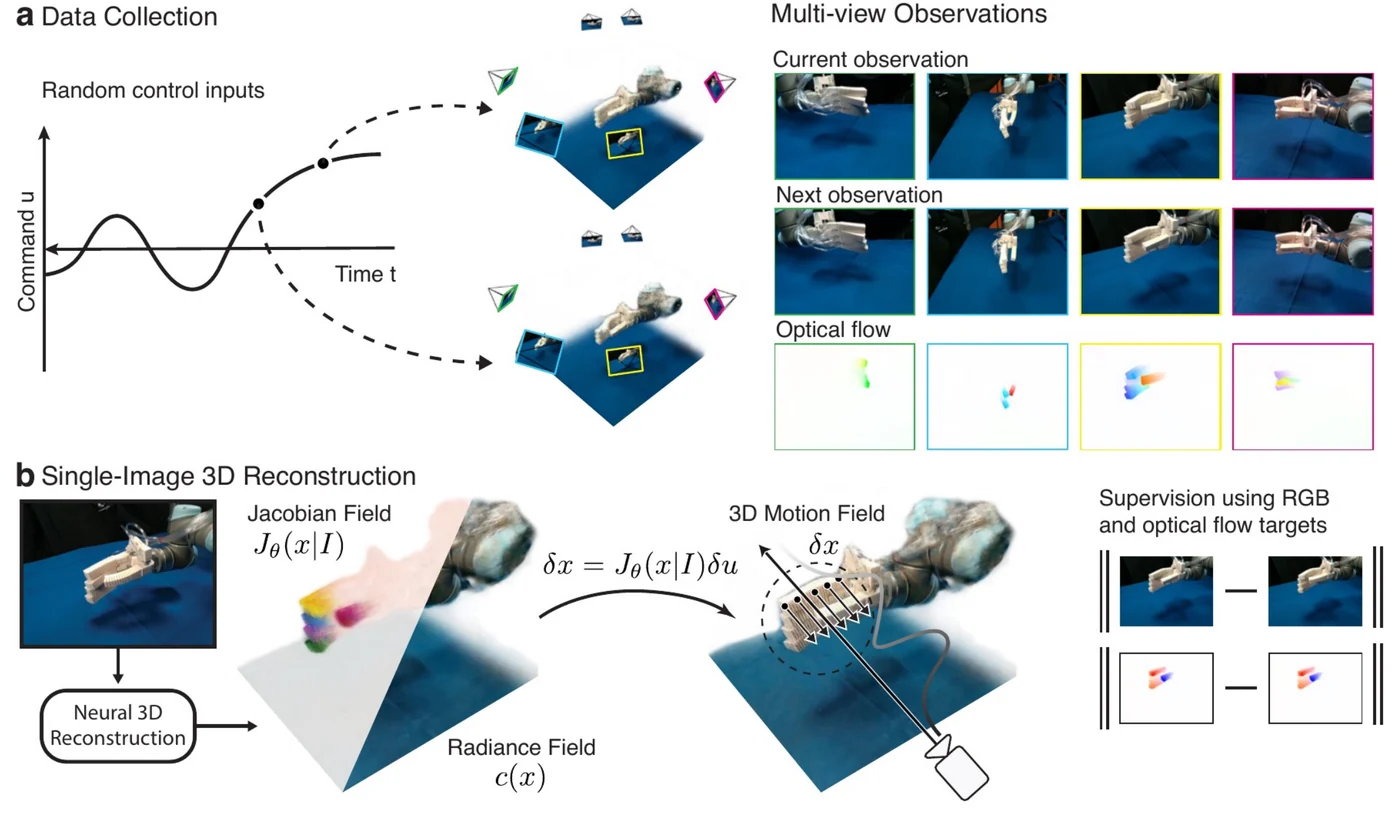 a Data Collection
Random control inputs
Command u
Time t
Multi-view Observations
Current observation
Next observation
Optical flow
b Single-Image 3D Reconstruction
Neural 3D
Reconstruction
Jacobian Field
J_θ(x|I)
Radiance Field
c(x)
δx = J_θ(x|I)δu
3D Motion Field
δx
Supervision using RGB
and optical flow targets